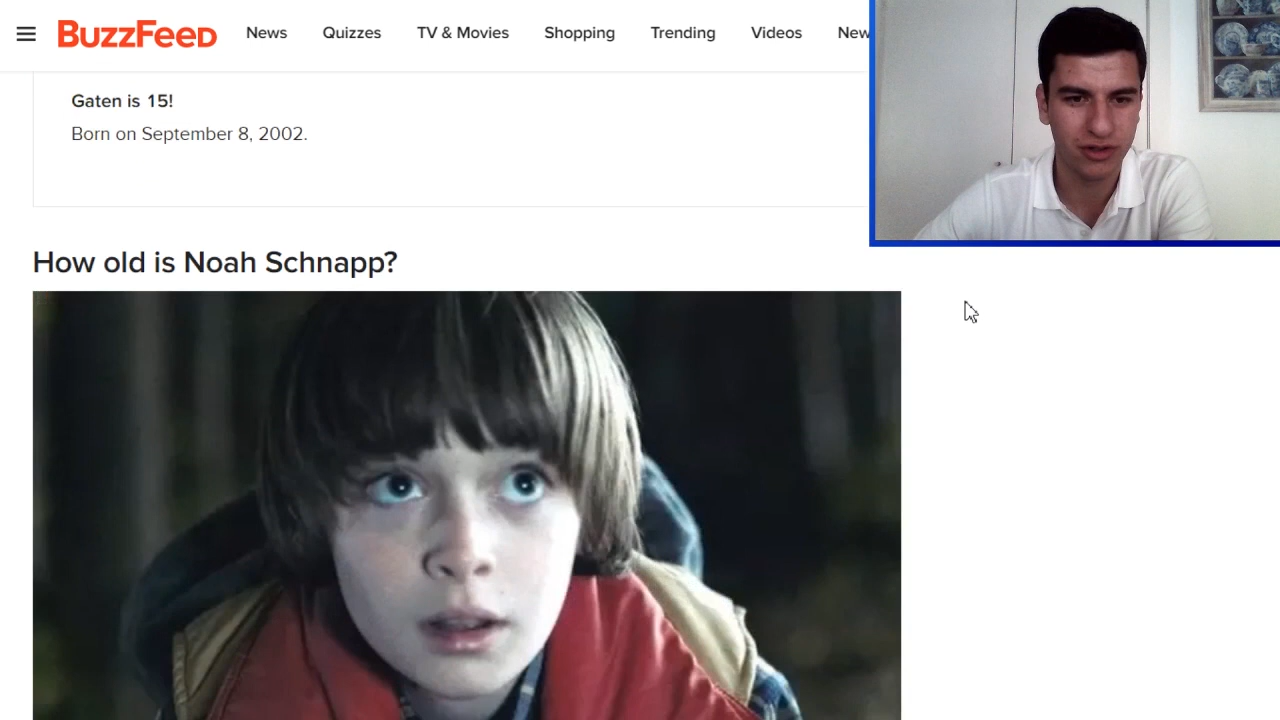 BuzzFeed News Quizzes TV & Movies Shopping Trending Videos New
Gaten is 15!
Born on September 8, 2002.
How old is Noah Schnapp?